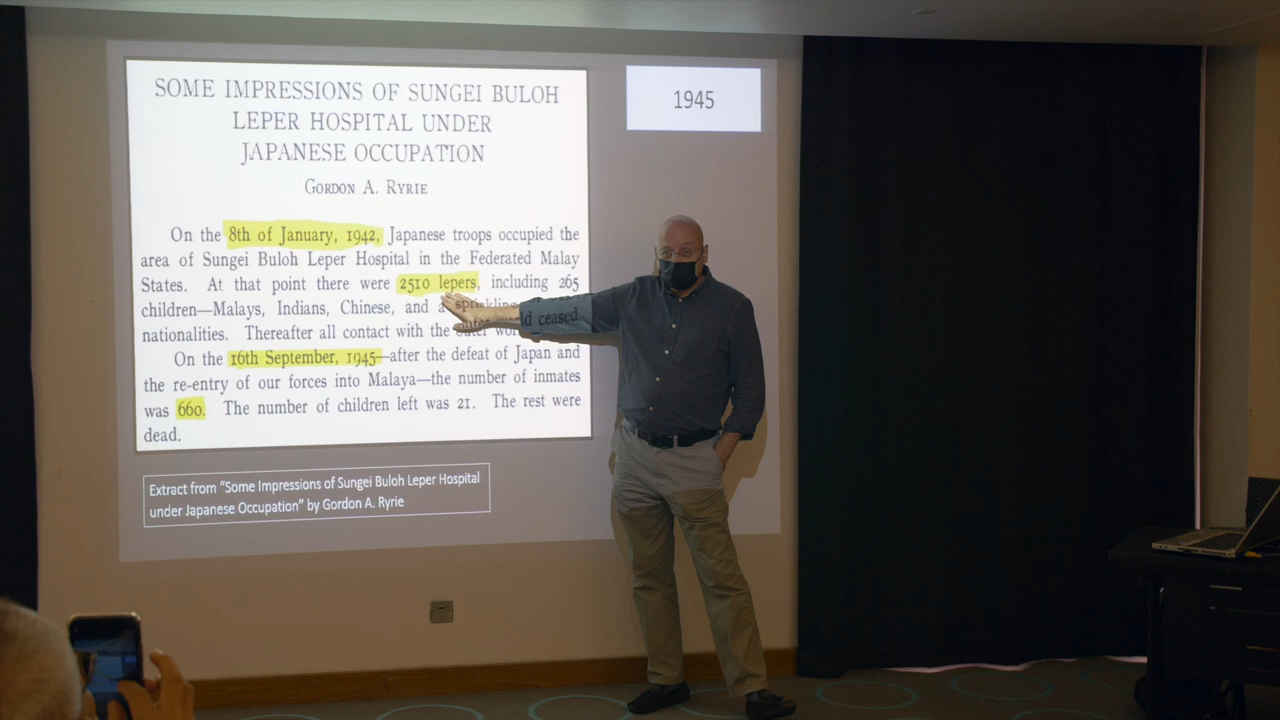 SOME IMPRESSIONS OF SUNGEI BULOH
LEPER HOSPITAL UNDER
JAPANESE OCCUPATION
GORDON A. RYRIE
On the 8th of January, 1942, Japanese troops occupied the
area of Sungei Buloh Leper Hospital in the Federated Malay
States. At that point there were 2510 lepers, including 265
children—Malays, Indians, Chinese, and a sprinkling
nationalities. Thereafter all contact with the outer world ceased.
On the 16th September, 1945—after the defeat of Japan and
the re-entry of our forces into Malaya—the number of inmates
was 660. The number of children left was 21. The rest were
dead.
1945
Extract from “Some Impressions of Sungei Buloh Leper Hospital
under Japanese Occupation” by Gordon A. Ryrie